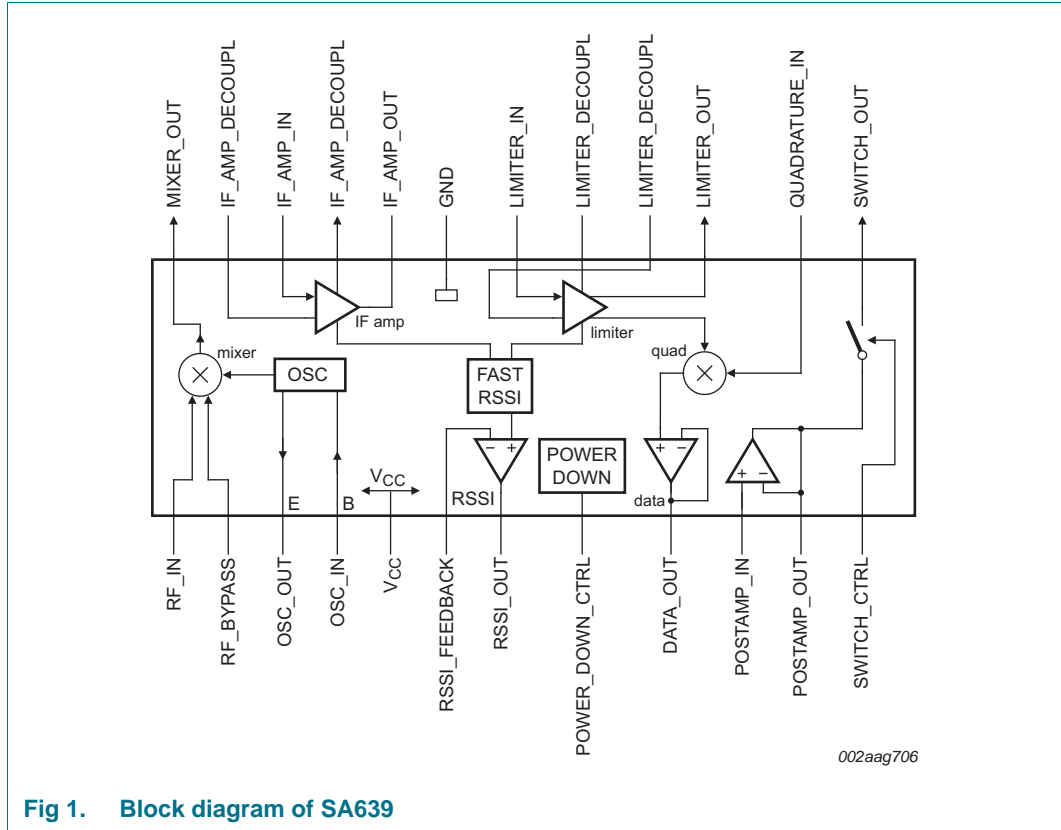 MIXER_OUT
IF_AMP_DECOUPL
IF_AMP_IN
IF_AMP_DECOUPL
IF_AMP_OUT
GND
LIMITER_IN
LIMITER_DECOUPL
LIMITER_DECOUPL
LIMITER_OUT
QUADRATURE_IN
SWITCH_OUT
IF amp
limiter
mixer
quad
OSC
FAST
RSSI
− +
RSSI
POWER
DOWN
+ −
data
+ −
E
B
VCC
RF_IN
RF_BYPASS
OSC_OUT
OSC_IN
VCC
RSSI_FEEDBACK
RSSI_OUT
POWER_DOWN_CTRL
DATA_OUT
POSTAMP_IN
POSTAMP_OUT
SWITCH_CTRL
002aag706
Fig 1. Block diagram of SA639